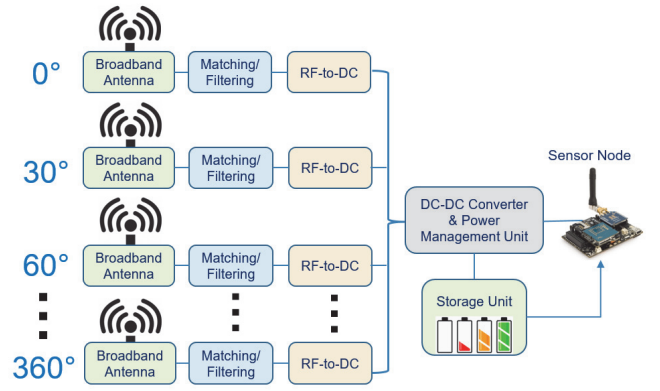 0°
Broadband
Antenna
Matching/
Filtering
RF-to-DC
30°
Broadband
Antenna
Matching/
Filtering
RF-to-DC
60°
Broadband
Antenna
Matching/
Filtering
RF-to-DC
360°
Broadband
Antenna
Matching/
Filtering
RF-to-DC
DC-DC Converter
& Power
Management Unit
Storage Unit
Sensor Node